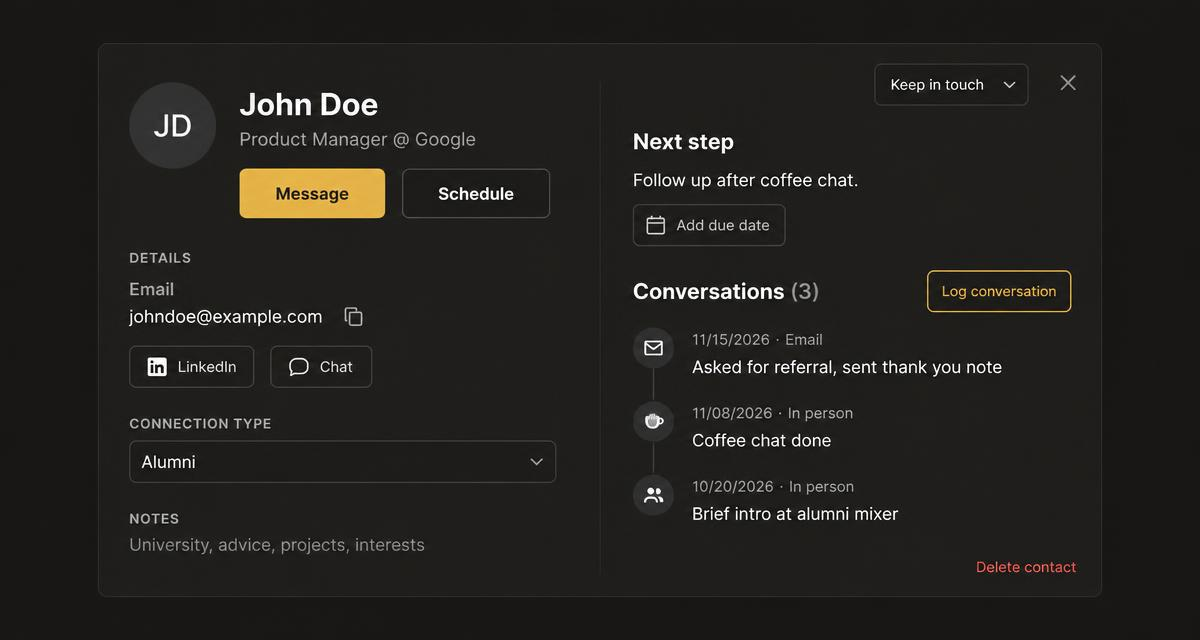 JD
John Doe
Product Manager @ Google
Message
Schedule
DETAILS
Email
johndoe@example.com
LinkedIn
Chat
CONNECTION TYPE
Alumni
NOTES
University, advice, projects, interests
Keep in touch
Next step
Follow up after coffee chat.
Add due date
Conversations (3)
Log conversation
11/15/2026 · Email
Asked for referral, sent thank you note
11/08/2026 · In person
Coffee chat done
10/20/2026 · In person
Brief intro at alumni mixer
Delete contact